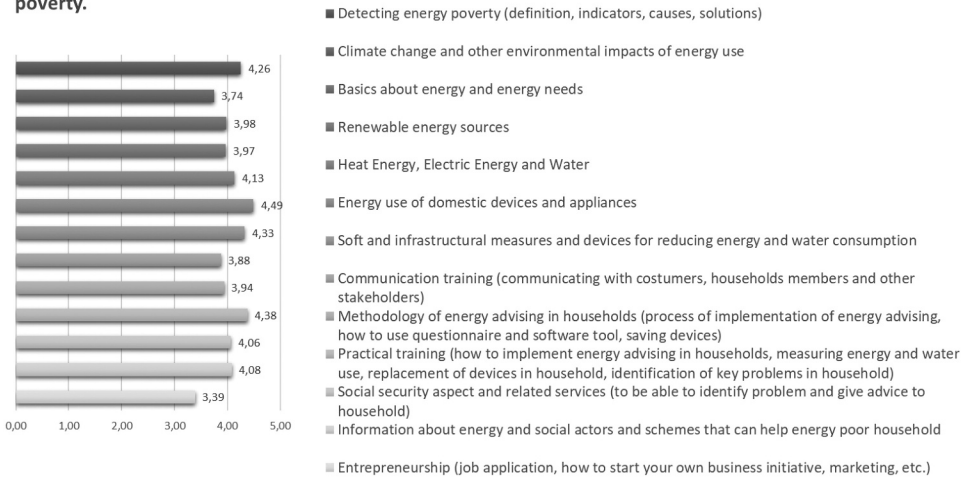 poverty.
4,26
3,74
3,98
3,97
4,13
4,49
4,33
3,88
3,94
4,38
4,06
4,08
3,39
0,00 1,00 2,00 3,00 4,00 5,00
Detecting energy poverty (definition, indicators, causes, solutions)
Climate change and other environmental impacts of energy use
Basics about energy and energy needs
Renewable energy sources
Heat Energy, Electric Energy and Water
Energy use of domestic devices and appliances
Soft and infrastructural measures and devices for reducing energy and water consumption
Communication training (communicating with costumers, households members and other
stakeholders)
Methodology of energy advising in households (process of implementation of energy advising,
how to use questionnaire and software tool, saving devices)
Practical training (how to implement energy advising in households, measuring energy and water
use, replacement of devices in household, identification of key problems in household)
Social security aspect and related services (to be able to identify problem and give advice to
household)
Information about energy and social actors and schemes that can help energy poor household
Entrepreneurship (job application, how to start your own business initiative, marketing, etc.)